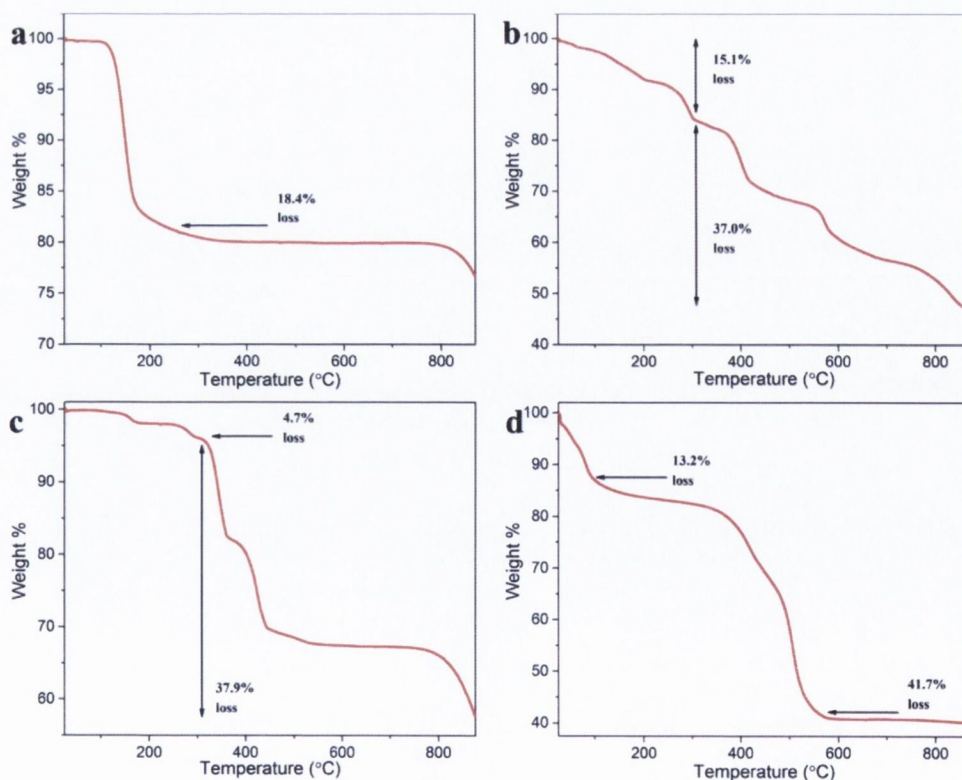 a
100
95
90
85
80
75
70
Weight %
18.4%
loss
200 400 600 800
Temperature (°C)
b
100
90
80
70
60
50
40
Weight %
15.1%
loss
37.0%
loss
200 400 600 800
Temperature (°C)
c
100
90
80
70
60
Weight %
4.7%
loss
37.9%
loss
200 400 600 800
Temperature (°C)
d
100
90
80
70
60
50
40
Weight %
13.2%
loss
41.7%
loss
200 400 600 800
Temperature (°C)